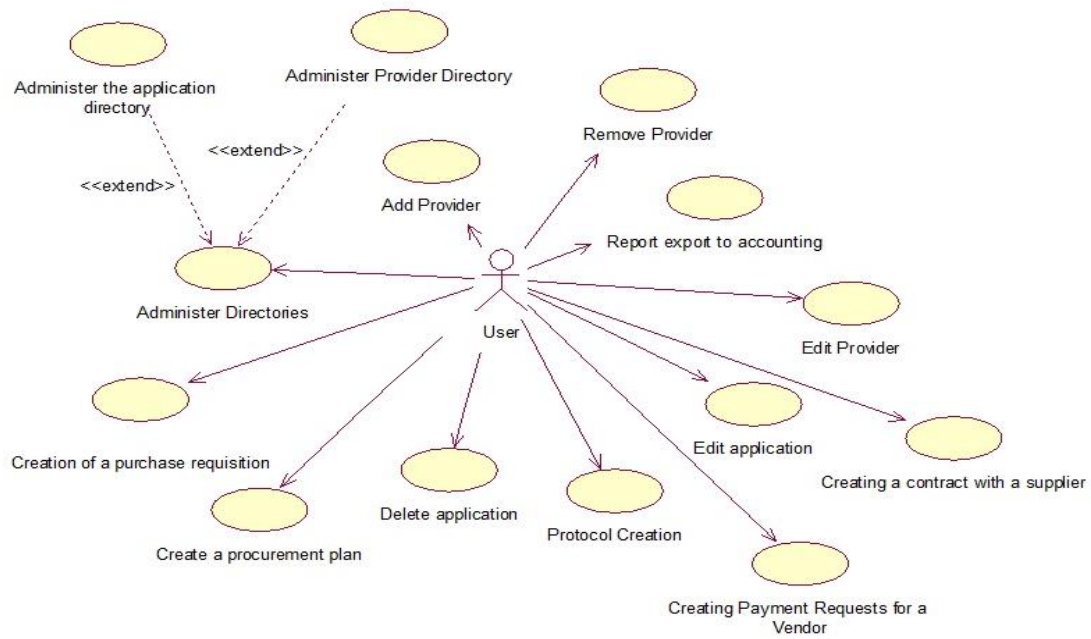 Administer the application
directory
Administer Provider Directory
<<extend>>
<<extend>>
Remove Provider
Add Provider
Report export to accounting
Administer Directories
User
Edit Provider
Creation of a purchase requisition
Edit application
Creating a contract with a supplier
Delete application
Protocol Creation
Create a procurement plan
Creating Payment Requests for a
Vendor